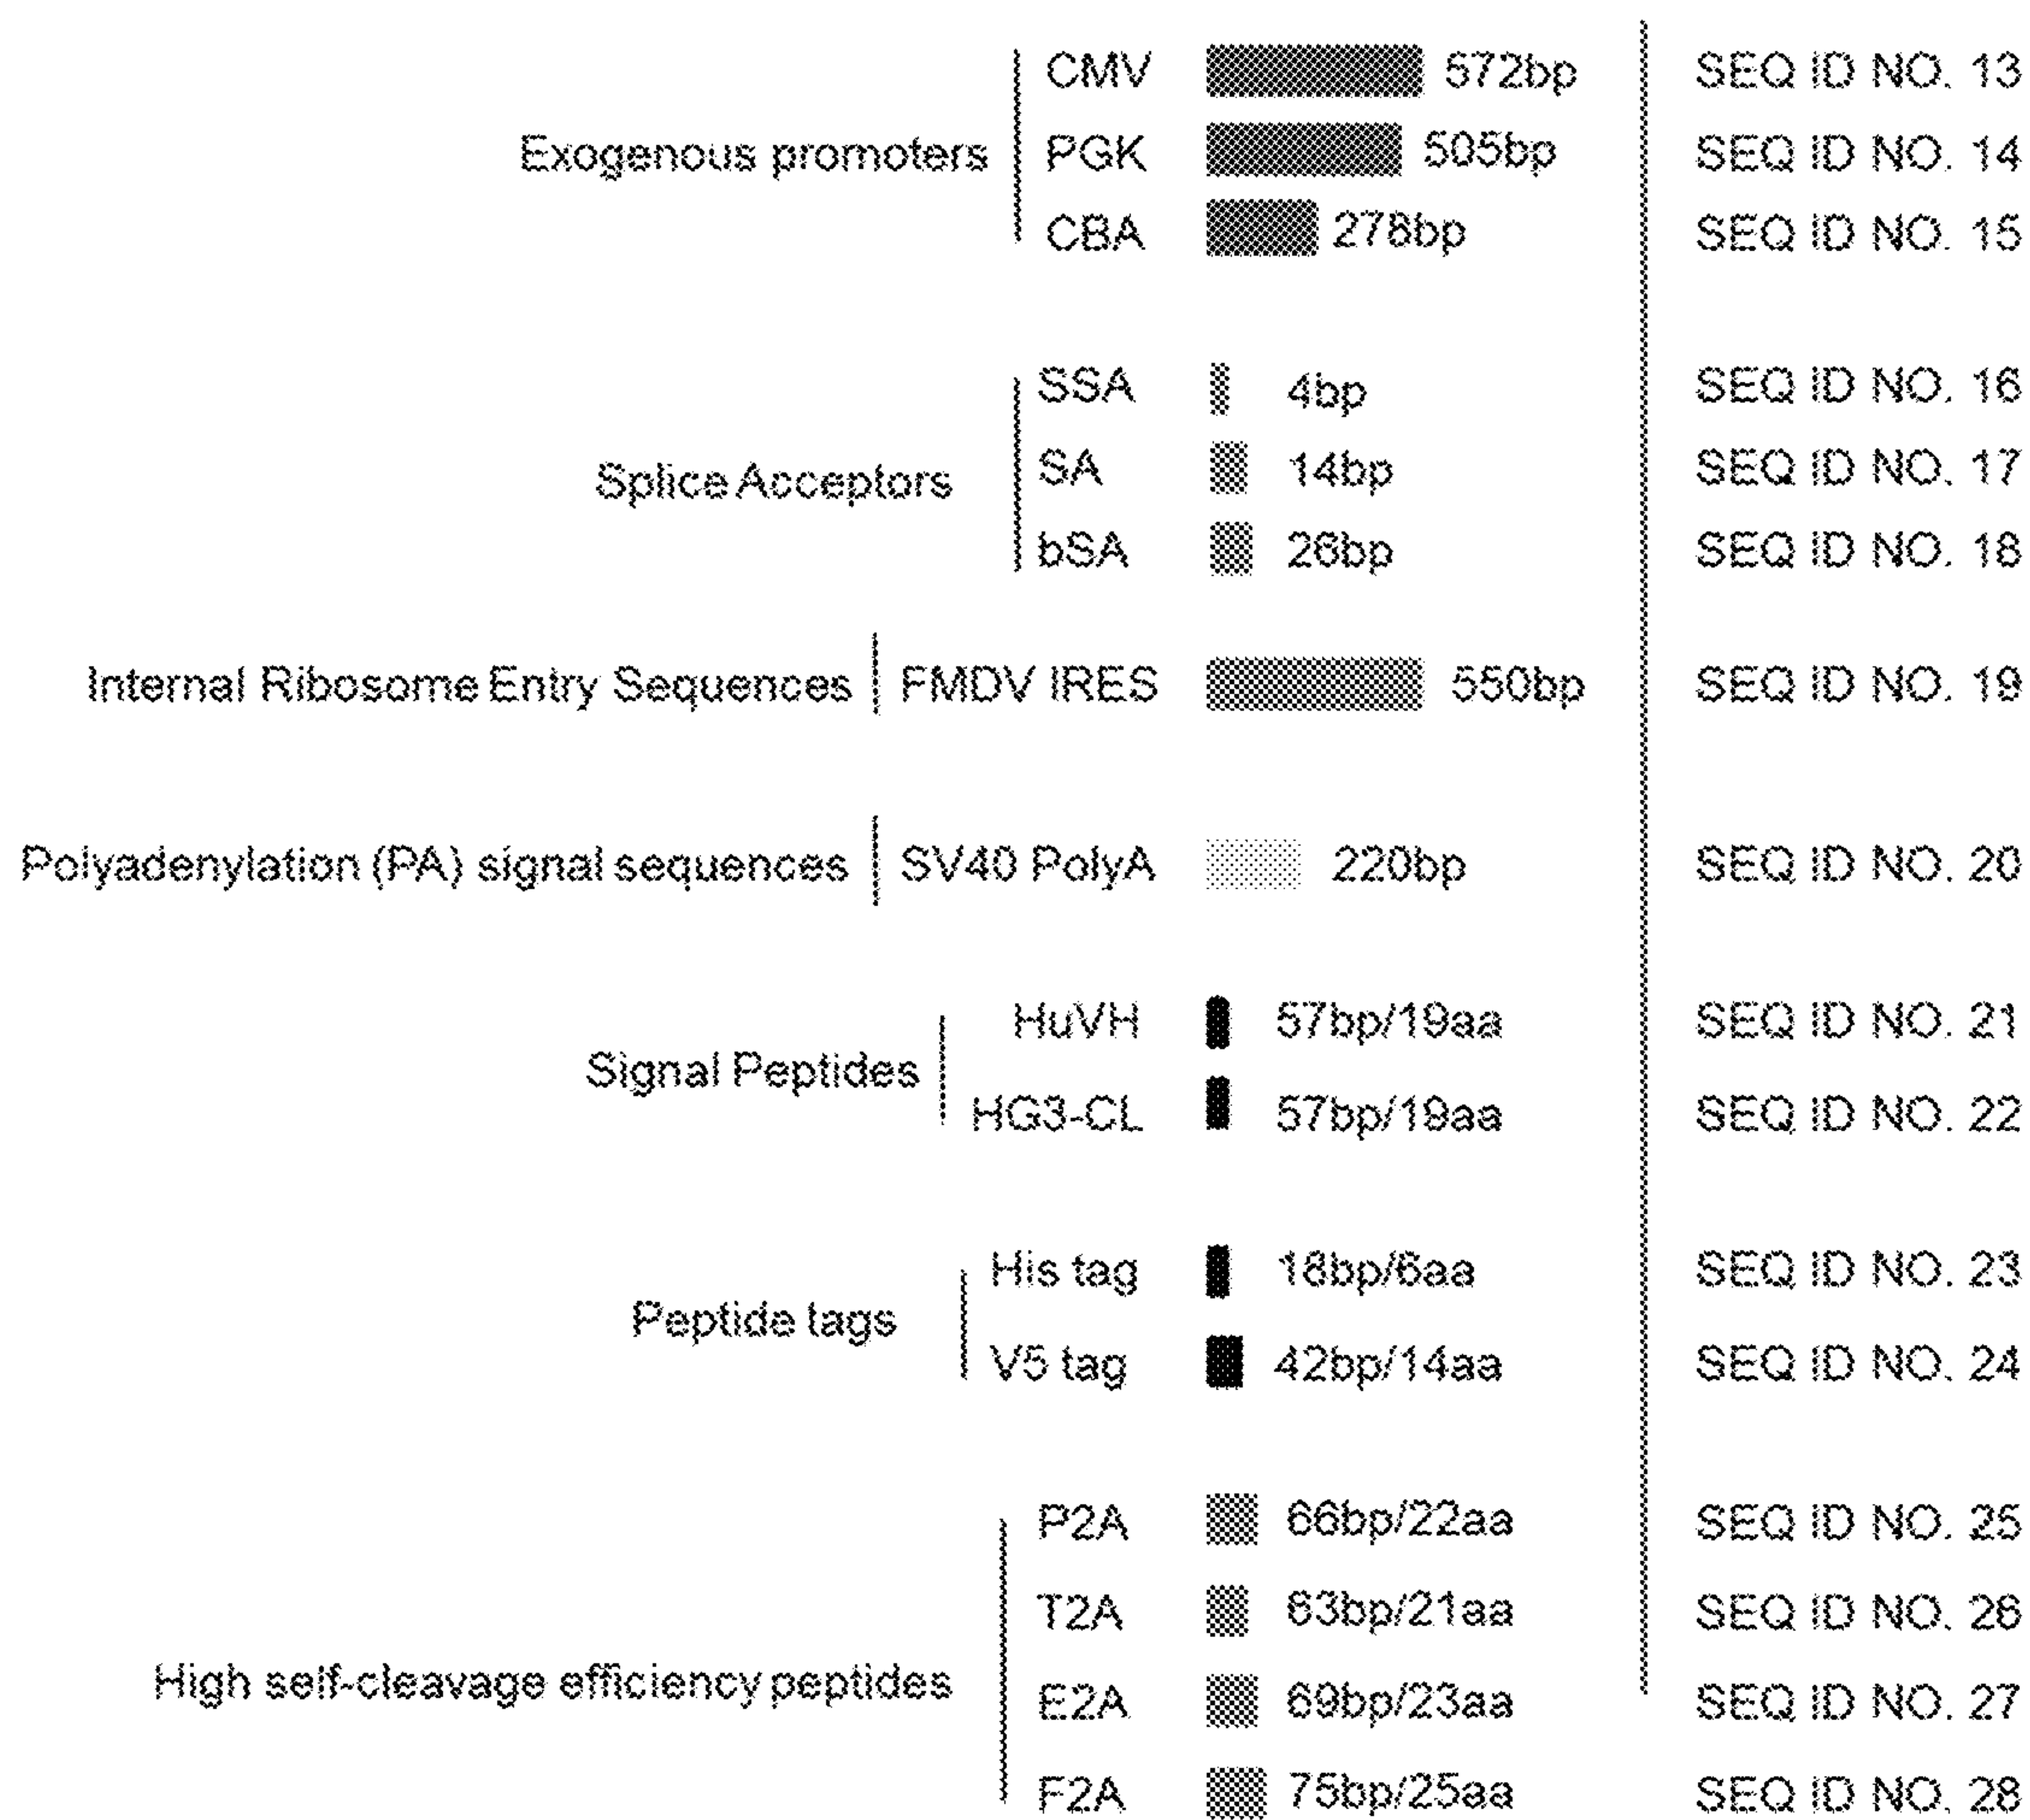 CMV 572bp SEQ ID NO. 13
Exogenous promoters PGK 505bp SEQ ID NO. 14
CBA 278bp SEQ ID NO. 15
SSA 4bp SEQ ID NO. 16
Splice Acceptors SA 14bp SEQ ID NO. 17
bSA 26bp SEQ ID NO. 18
Internal Ribosome Entry Sequences FMDV IRES 550bp SEQ ID NO. 19
Polyadenylation (PA) signal sequences SV40 PolyA 220bp SEQ ID NO. 20
HuVH 57bp/19aa SEQ ID NO. 21
Signal Peptides
HG3-CL 57bp/19aa SEQ ID NO. 22
His tag 18bp/6aa SEQ ID NO. 23
Peptide tags
V5 tag 42bp/14aa SEQ ID NO. 24
P2A 66bp/22aa SEQ ID NO. 25
T2A 63bp/21aa SEQ ID NO. 26
High self-cleavage efficiency peptides E2A 69bp/23aa SEQ ID NO. 27
F2A 75bp/25aa SEQ ID NO. 28